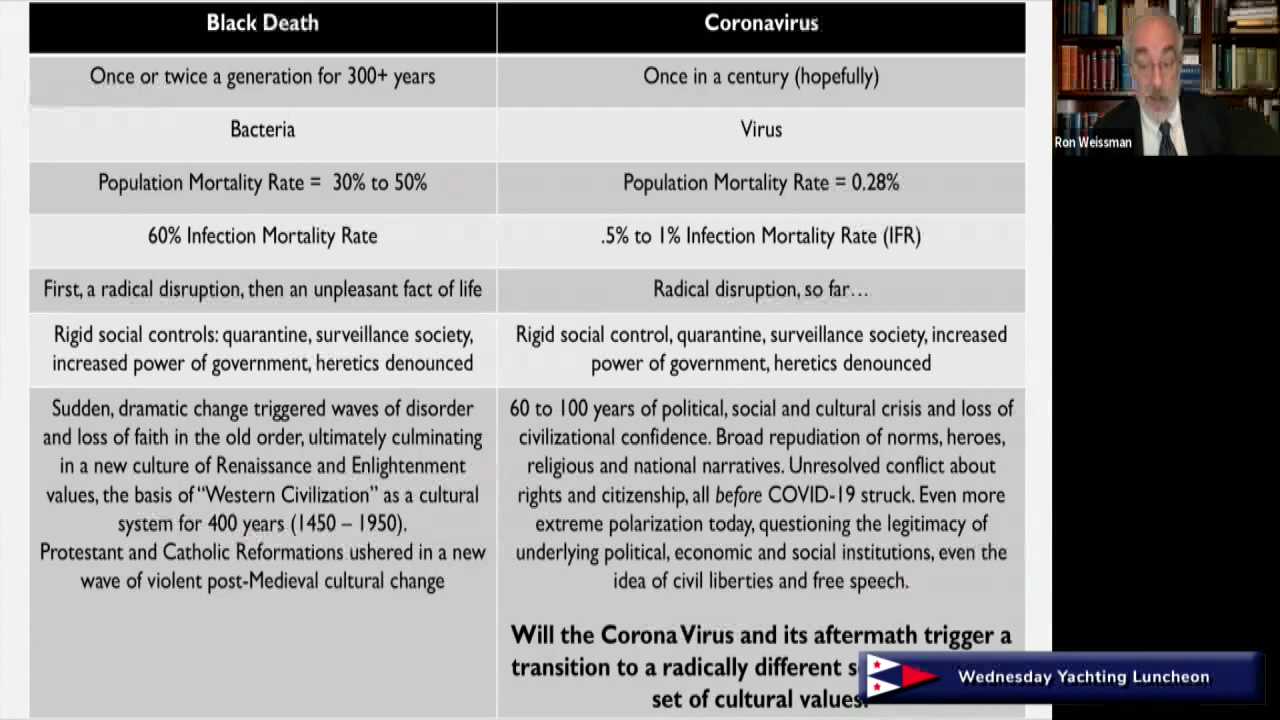 Black Death
Coronavirus
Once or twice a generation for 300+ years
Once in a century (hopefully)
Bacteria
Virus
Population Mortality Rate = 30% to 50%
Population Mortality Rate = 0.28%
60% Infection Mortality Rate
.5% to 1% Infection Mortality Rate (IFR)
First, a radical disruption, then an unpleasant fact of life
Radical disruption, so far…
Rigid social controls: quarantine, surveillance society,
increased power of government, heretics denounced
Rigid social control, quarantine, surveillance society, increased
power of government, heretics denounced
Sudden, dramatic change triggered waves of disorder
and loss of faith in the old order, ultimately culminating
in a new culture of Renaissance and Enlightenment
values, the basis of “Western Civilization” as a cultural
system for 400 years (1450 – 1950).
Protestant and Catholic Reformations ushered in a new
wave of violent post-Medieval cultural change
60 to 100 years of political, social and cultural crisis and loss of
civilizational confidence. Broad repudiation of norms, heroes,
religious and national narratives. Unresolved conflict about
rights and citizenship, all before COVID-19 struck. Even more
extreme polarization today, questioning the legitimacy of
underlying political, economic and social institutions, even the
idea of civil liberties and free speech.
Will the Corona Virus and its aftermath trigger a
transition to a radically different
set of cultural values
Ron Weissman
Wednesday Yachting Luncheon